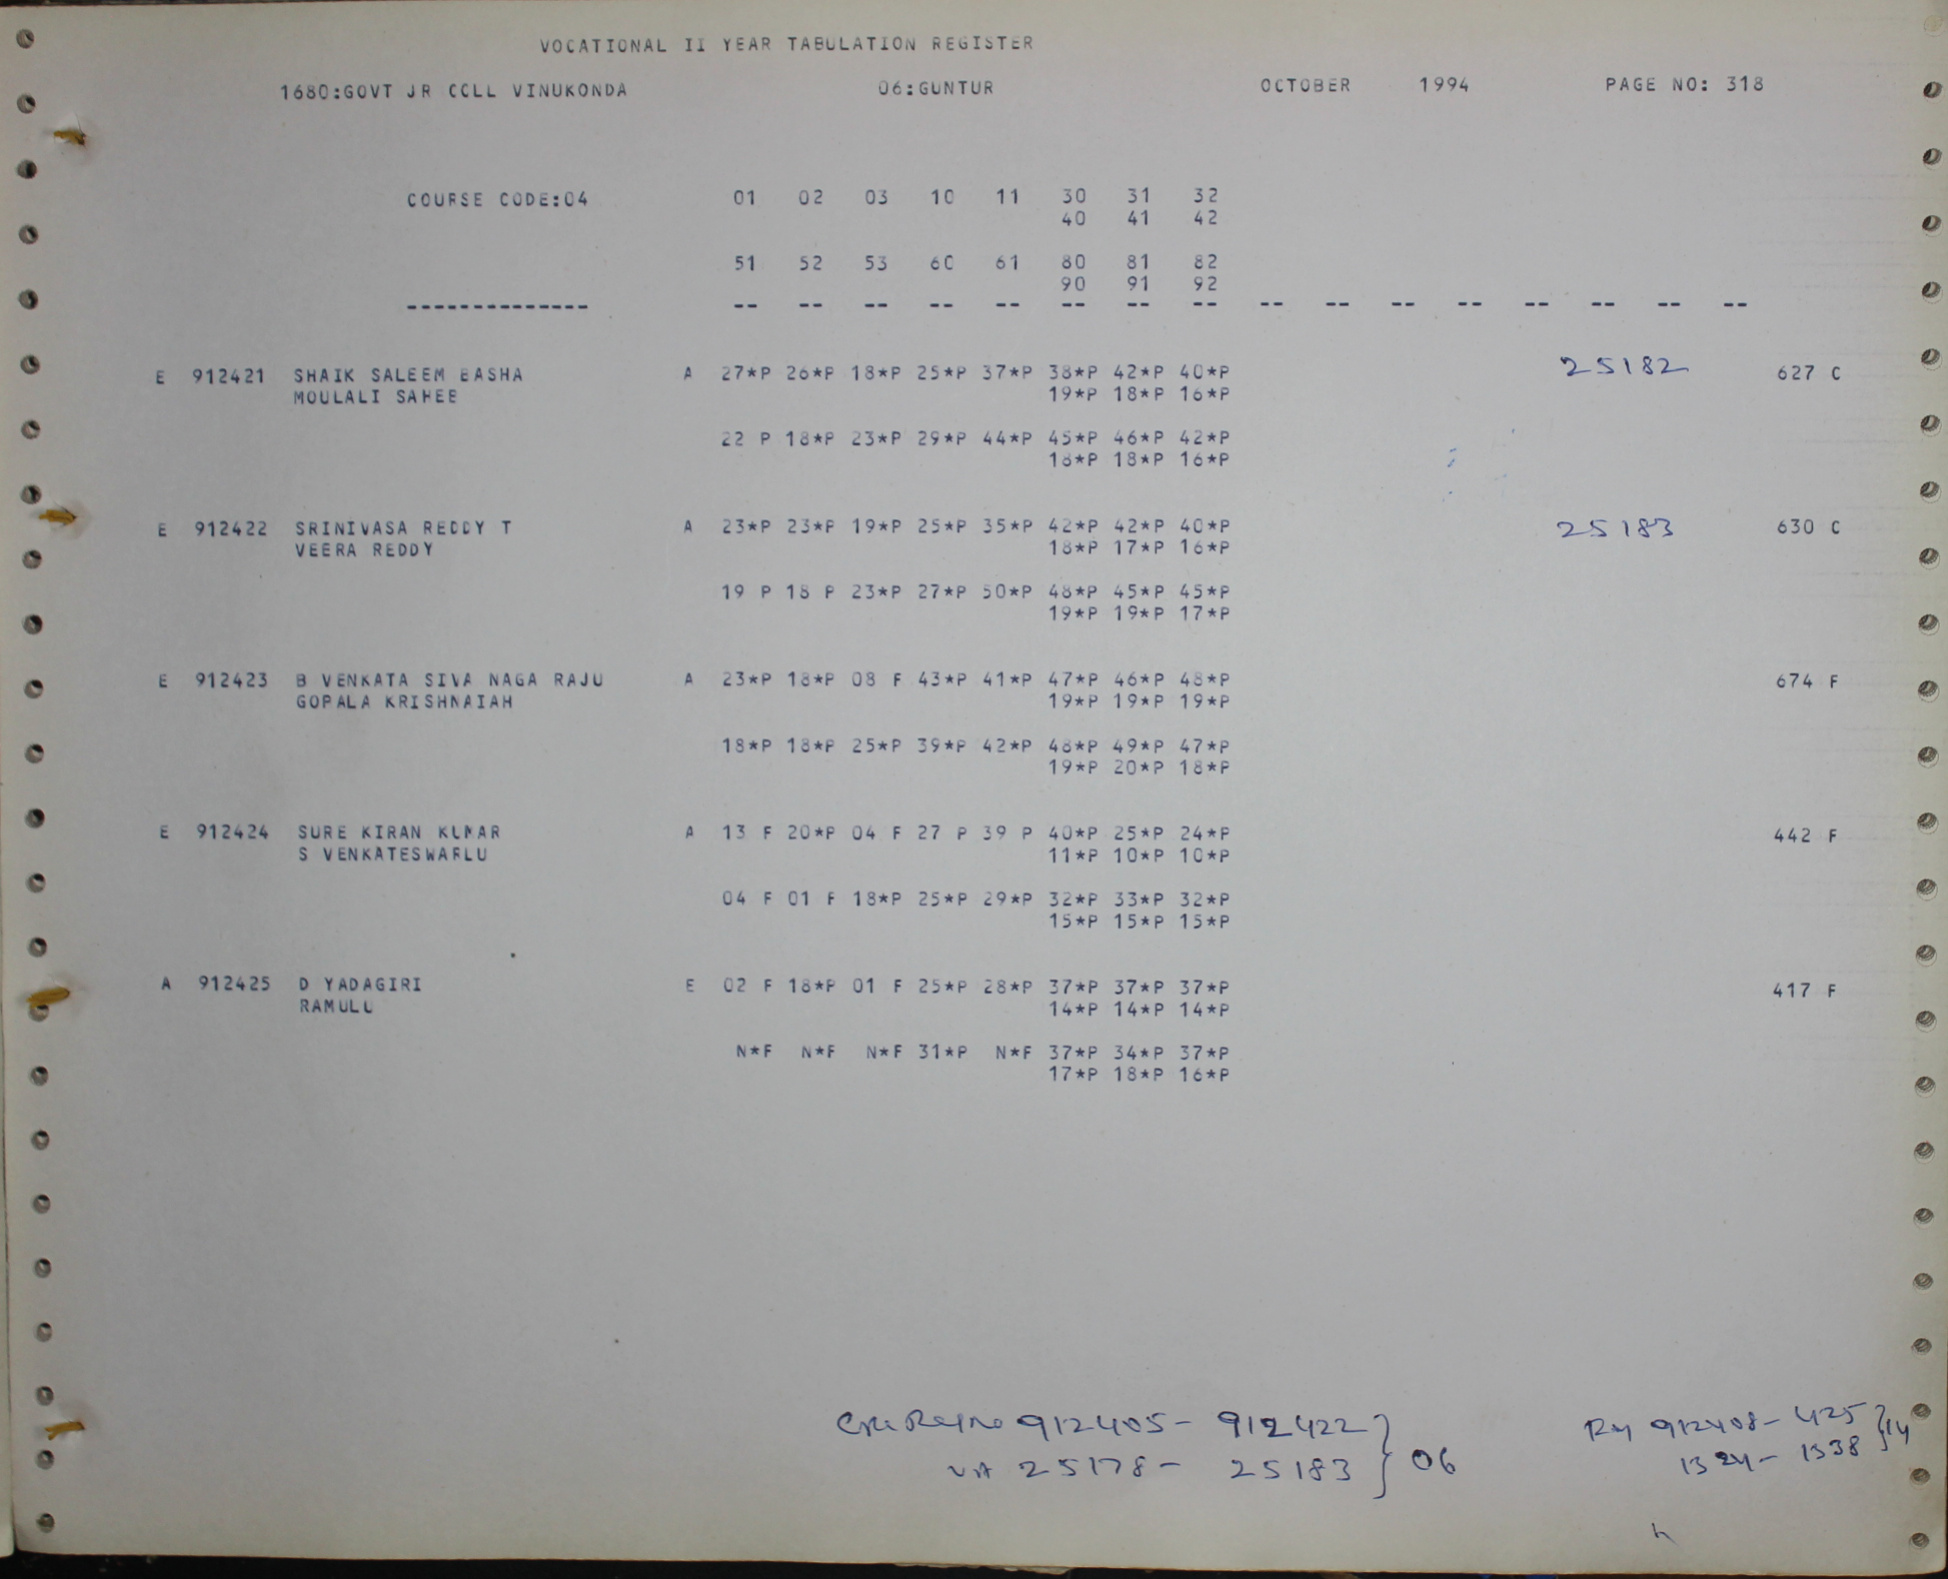 VOCATIONAL II YEAR TABULATION REGISTER
1680:GOVT JR COLL VINUKONDA 06:GUNTUR OCTOBER 1994 PAGE NO: 318
COURSE CODE:04 01 02 03 10 11 30 31 32
40 41 42
51 52 53 60 61 80 81 82
90 91 92
-------------- -- -- -- -- -- -- -- -- -- -- -- -- -- -- -- --
E 912421 SHAIK SALEEM BASHA A 27*P 26*P 18*P 25*P 37*P 38*P 42*P 40*P 25182 627 C
MOULALI SAHEB 19*P 18*P 16*P
22 P 18*P 23*P 29*P 44*P 45*P 46*P 42*P
18*P 18*P 16*P
E 912422 SRINIVASA REDDY T A 23*P 23*P 19*P 25*P 35*P 42*P 42*P 40*P 25183 630 C
VEERA REDDY 18*P 17*P 16*P
19 P 18 P 23*P 27*P 50*P 48*P 45*P 45*P
19*P 19*P 17*P
E 912423 B VENKATA SIVA NAGA RAJU A 23*P 18*P 08 F 43*P 41*P 47*P 46*P 48*P 674 F
GOPALA KRISHNAIAH 19*P 19*P 19*P
18*P 18*P 25*P 39*P 42*P 48*P 49*P 47*P
19*P 20*P 18*P
E 912424 SURE KIRAN KUMAR A 13 F 20*P 04 F 27 P 39 P 40*P 25*P 24*P 442 F
S VENKATESWARLU 11*P 10*P 10*P
04 F 01 F 18*P 25*P 29*P 32*P 33*P 32*P
15*P 15*P 15*P
A 912425 D YADAGIRI E 02 F 18*P 01 F 25*P 28*P 37*P 37*P 37*P 417 F
RAMULU 14*P 14*P 14*P
N*F N*F N*F 31*P N*F 37*P 34*P 37*P
17*P 18*P 16*P
912405 - 912422
25178 - 25183 } 06
912408 - 425
1324 - 1338 } 14